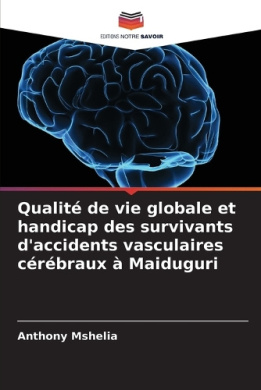 EDITIONS NOTRE SAVOIR
Qualité de vie globale et
handicap des survivants
d'accidents vasculaires
cérébraux à Maiduguri
Anthony Mshelia